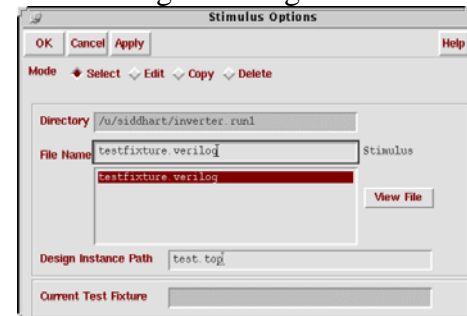 Stimulus Options
OK Cancel Apply Help
Mode Select Edit Copy Delete
Directory /u/siddhart/inverter.run1
File Name testfixture.verilog Stimulus
testfixture.verilog
View File
Design Instance Path test.top
Current Test Fixture